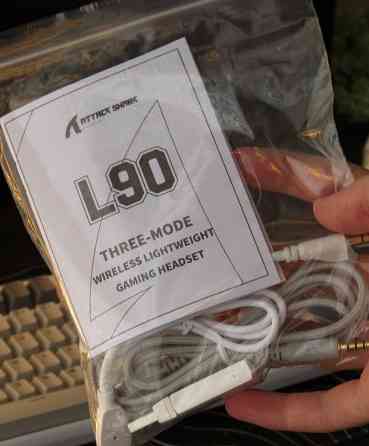 ATTACK SHARK
L90
THREE-MODE
WIRELESS LIGHTWEIGHT
GAMING HEADSET